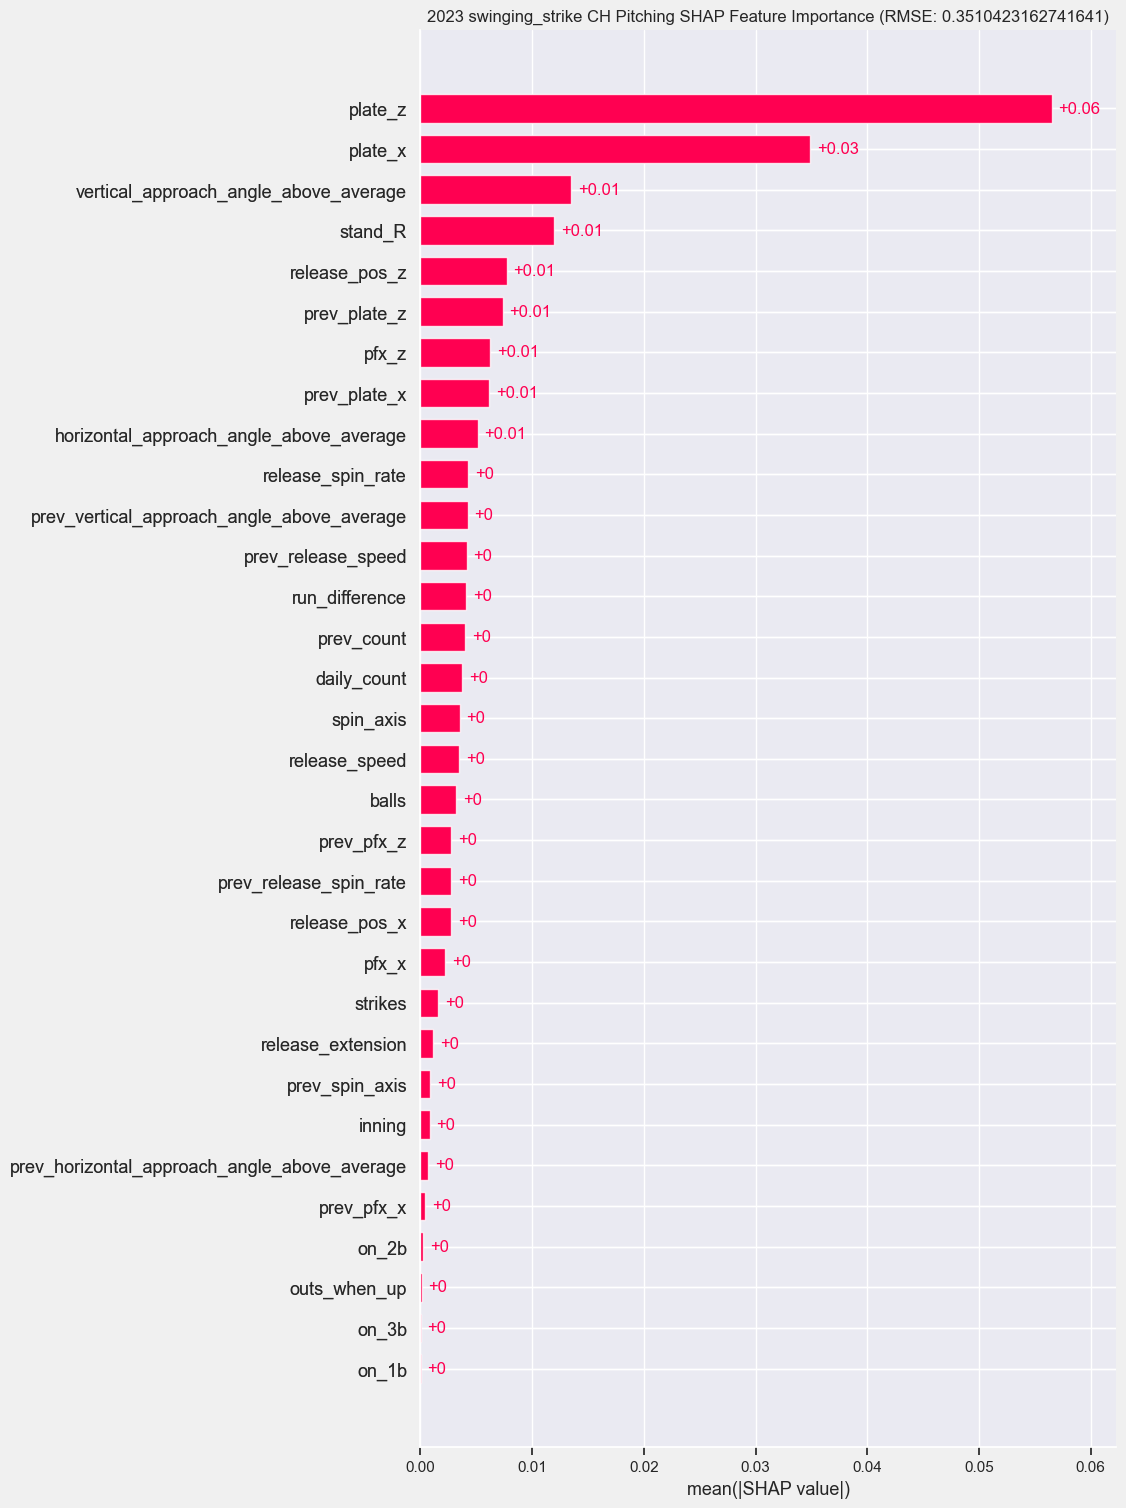 2023 swinging_strike CH Pitching SHAP Feature Importance (RMSE: 0.3510423162741641)
plate_z +0.06
plate_x +0.03
vertical_approach_angle_above_average +0.01
stand_R +0.01
release_pos_z +0.01
prev_plate_z +0.01
pfx_z +0.01
prev_plate_x +0.01
horizontal_approach_angle_above_average +0.01
release_spin_rate +0
prev_vertical_approach_angle_above_average +0
prev_release_speed +0
run_difference +0
prev_count +0
daily_count +0
spin_axis +0
release_speed +0
balls +0
prev_pfx_z +0
prev_release_spin_rate +0
release_pos_x +0
pfx_x +0
strikes +0
release_extension +0
prev_spin_axis +0
inning +0
prev_horizontal_approach_angle_above_average +0
prev_pfx_x +0
on_2b +0
outs_when_up +0
on_3b +0
on_1b +0
0.00 0.01 0.02 0.03 0.04 0.05 0.06
mean(|SHAP value|)